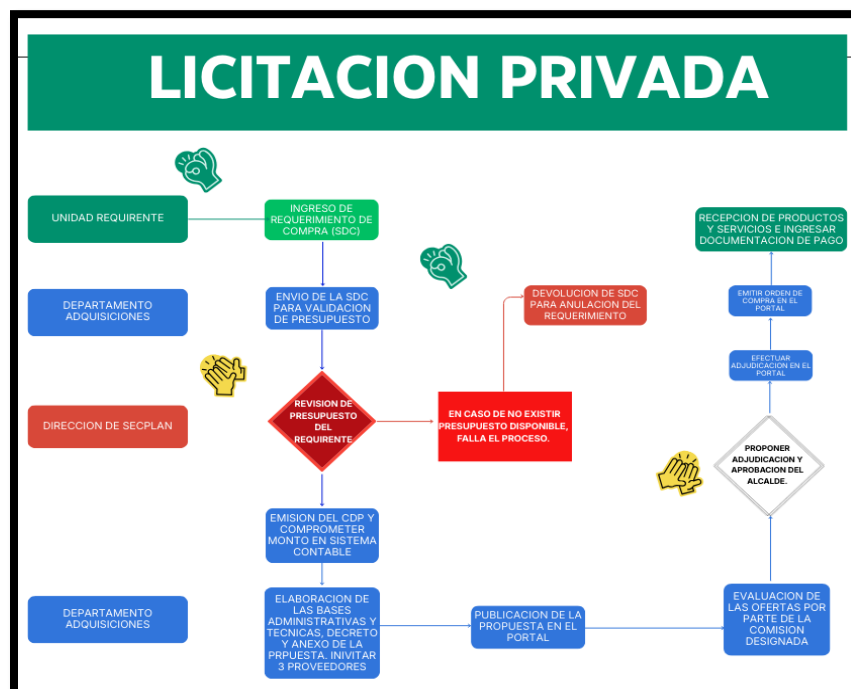 LICITACION PRIVADA
UNIDAD REQUIRENTE
INGRESO DE
REQUERIMIENTO DE
COMPRA (SDC)
RECEPCION DE PRODUCTOS
Y SERVICIOS E INGRESAR
DOCUMENTACION DE PAGO
DEPARTAMENTO
ADQUISICIONES
ENVIO DE LA SDC
PARA VALIDACION
DE PRESUPUESTO
DEVOLUCION DE SDC
PARA ANULACION DEL
REQUERIMIENTO
EMITIR ORDEN DE
COMPRA EN EL
PORTAL
EFECTUAR
ADJUDICACION EN EL
PORTAL
DIRECCION DE SECPLAN
REVISION DE
PRESUPUESTO
DEL
REQUIRENTE
EN CASO DE NO EXISTIR
PRESUPUESTO DISPONIBLE,
FALLA EL PROCESO.
PROPONER
ADJUDICACION Y
APROBACION DEL
ALCALDE.
EMISION DEL CDP Y
COMPROMETER
MONTO EN SISTEMA
CONTABLE
DEPARTAMENTO
ADQUISICIONES
ELABORACION DE
LAS BASES
ADMINISTRATIVAS Y
TECNICAS, DECRETO
Y ANEXO DE LA
PRPUESTA. INIVITAR
3 PROVEEDORES
PUBLICACION DE LA
PROPUESTA EN EL
PORTAL
EVALUACION DE
LAS OFERTAS POR
PARTE DE LA
COMISION
DESIGNADA